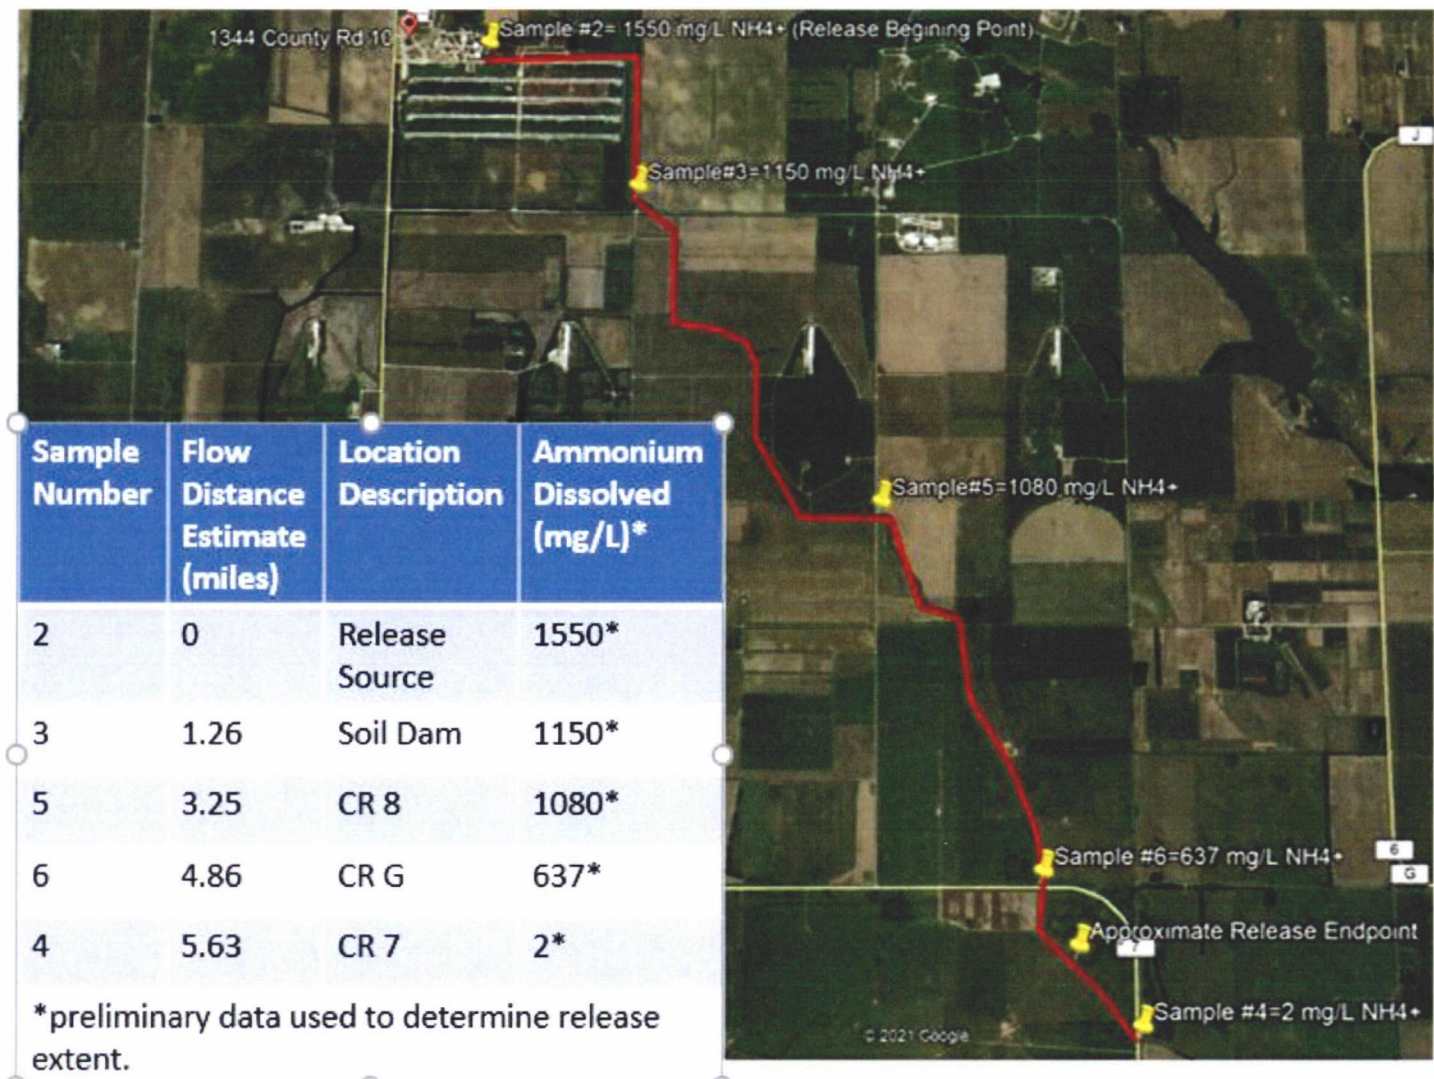 1344 County Rd 10
Sample #2= 1550 mg/L NH4+ (Release Begining Point)
Sample#3=1150 mg/L NH4+
J
Sample#5=1080 mg/L NH4+
Sample #6=637 mg/L NH4+
6
G
Approximate Release Endpoint
7
Sample #4=2 mg/L NH4+
© 2021 Google
Sample Number Flow Distance Estimate (miles) Location Description Ammonium Dissolved (mg/L)*
2 0 Release Source 1550*
3 1.26 Soil Dam 1150*
5 3.25 CR 8 1080*
6 4.86 CR G 637*
4 5.63 CR 7 2*
*preliminary data used to determine release
extent.